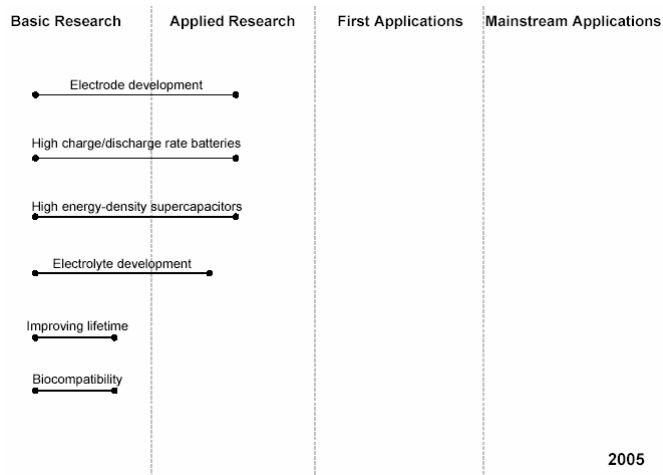 Basic Research Applied Research First Applications Mainstream Applications
Electrode development
High charge/discharge rate batteries
High energy-density supercapacitors
Electrolyte development
Improving lifetime
Biocompatibility
2005